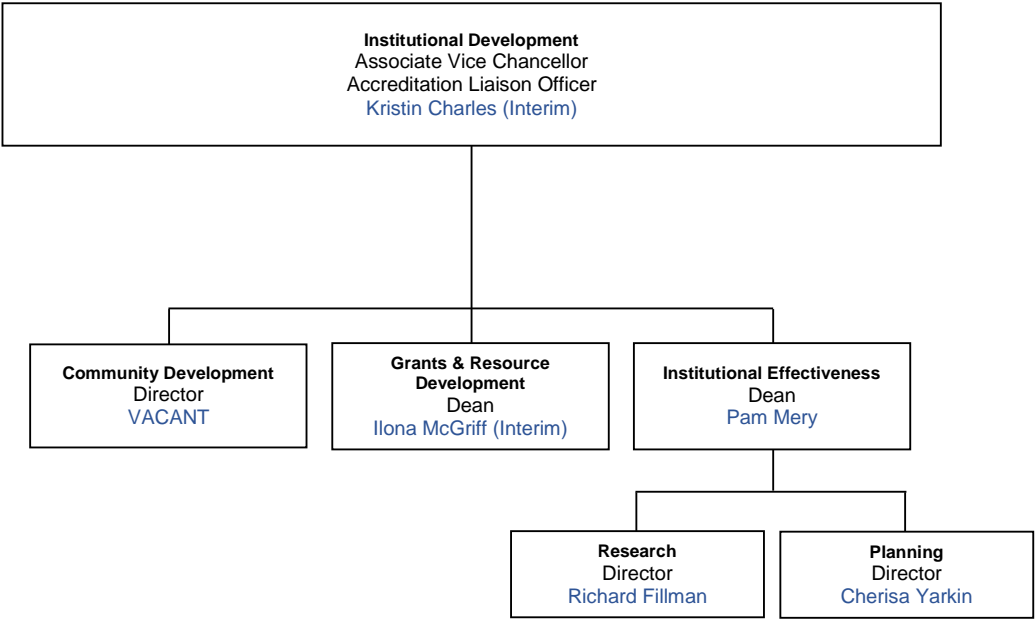 Institutional Development
Associate Vice Chancellor
Accreditation Liaison Officer
Kristin Charles (Interim)
Community Development
Director
VACANT
Grants & Resource
Development
Dean
Ilona McGriff (Interim)
Institutional Effectiveness
Dean
Pam Mery
Research
Director
Richard Fillman
Planning
Director
Cherisa Yarkin